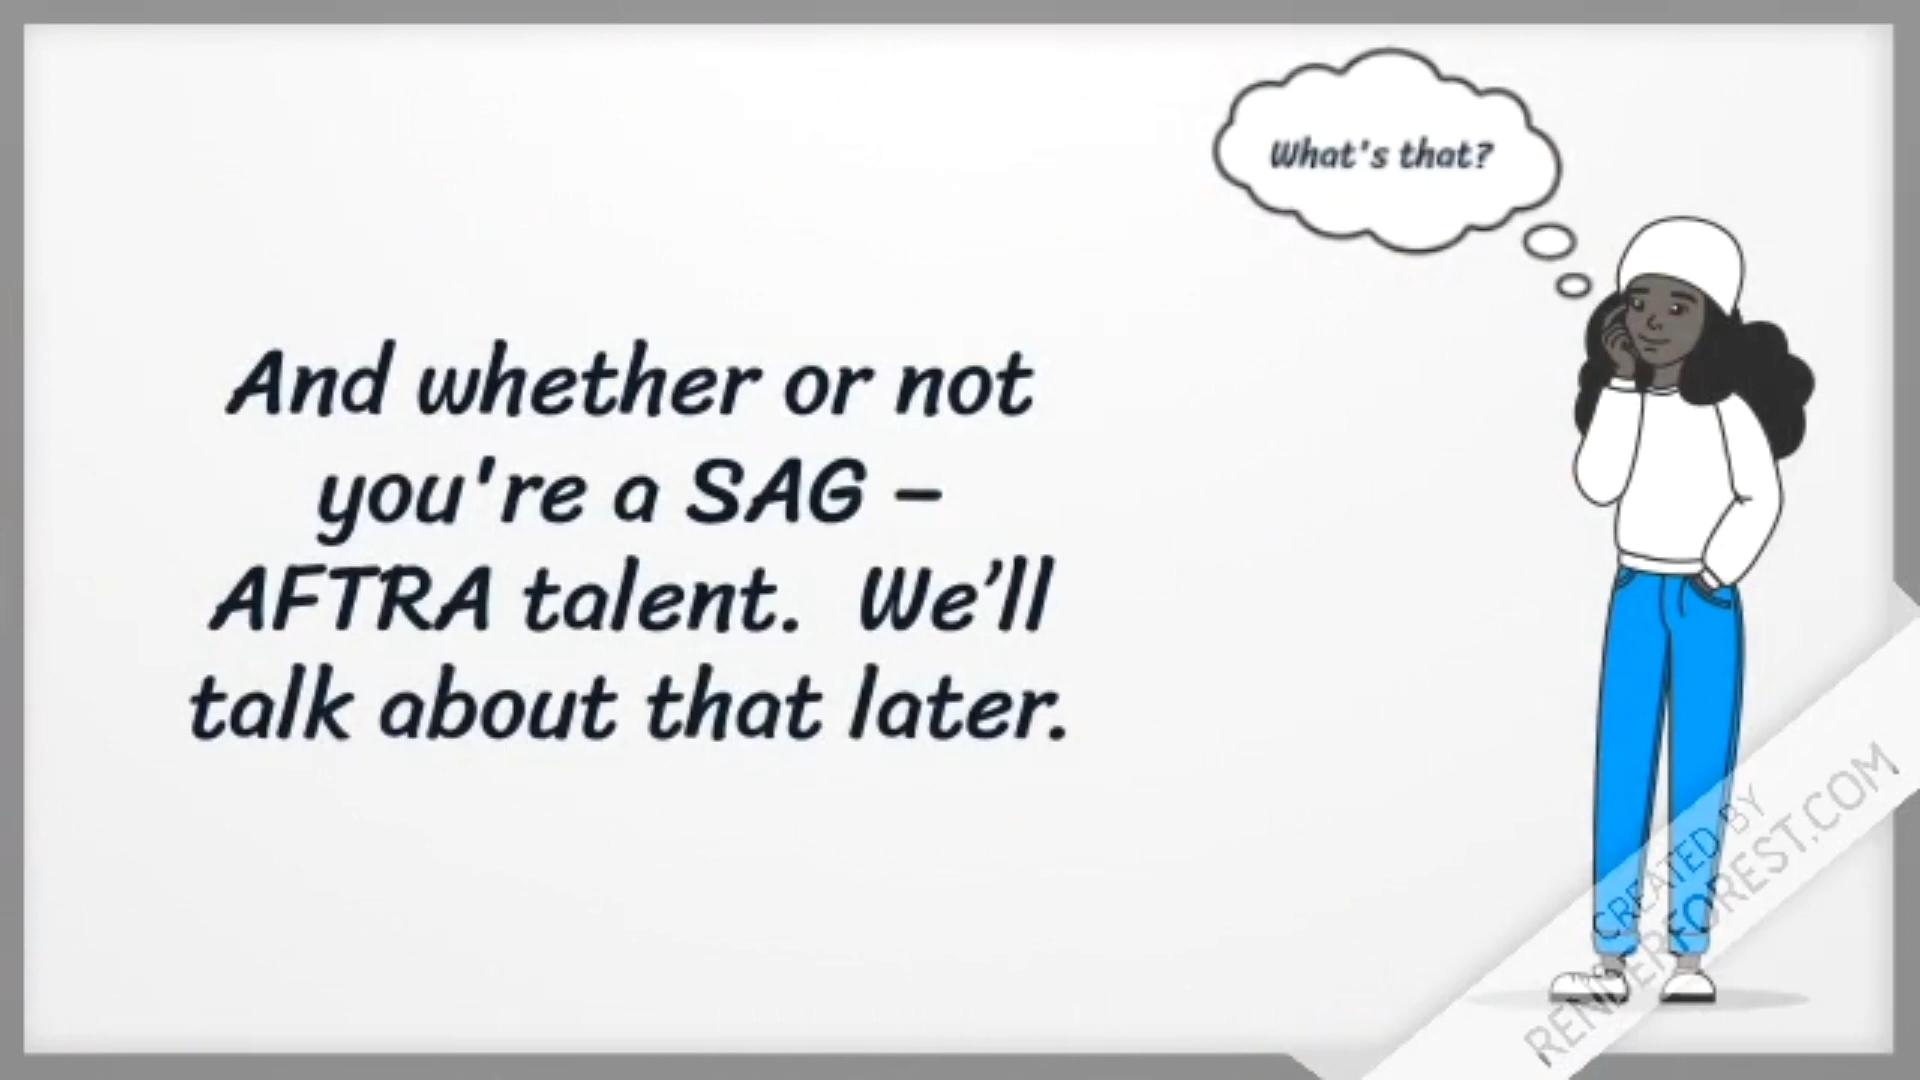 What's that?
And whether or not
you're a SAG –
AFTRA talent.  We’ll
talk about that later.
CREATED BY
RENDERFOREST.COM